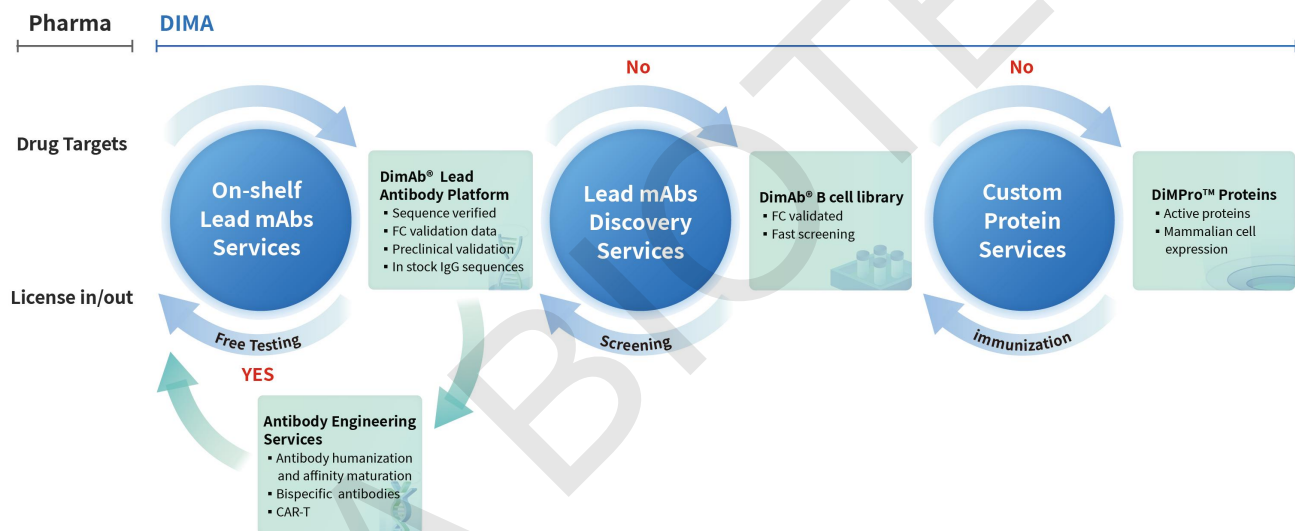 Pharma
DIMA
Drug Targets
License in/out
On-shelf
Lead mAbs
Services
Free Testing
YES
DimAb® Lead
Antibody Platform
▪ Sequence verified
▪ FC validation data
▪ Preclinical validation
▪ In stock IgG sequences
Antibody Engineering
Services
▪ Antibody humanization
and affinity maturation
▪ Bispecific antibodies
▪ CAR-T
No
Lead mAbs
Discovery
Services
Screening
DimAb® B cell library
▪ FC validated
▪ Fast screening
No
Custom
Protein
Services
immunization
DiMPro™ Proteins
▪ Active proteins
▪ Mammalian cell
expression
A BIOTE